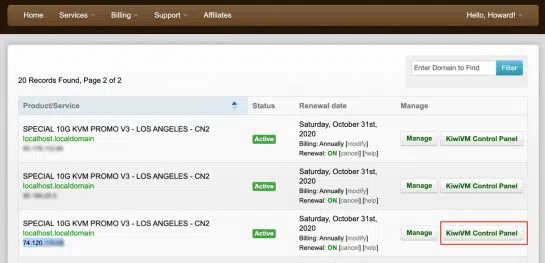 Home Services Billing Support Affiliates Hello, Howard!
Enter Domain to Find Filter
20 Records Found, Page 2 of 2
Product/Service Status Renewal date Manage
SPECIAL 10G KVM PROMO V3 - LOS ANGELES - CN2
localhost.localdomain
Active
Saturday, October 31st,
2020
Billing: Annually [modify]
Renewal: ON [cancel] [help]
Manage KiwiVM Control Panel
SPECIAL 10G KVM PROMO V3 - LOS ANGELES - CN2
localhost.localdomain
Active
Saturday, October 31st,
2020
Billing: Annually [modify]
Renewal: ON [cancel] [help]
Manage KiwiVM Control Panel
SPECIAL 10G KVM PROMO V3 - LOS ANGELES - CN2
localhost.localdomain
74.120.
Active
Saturday, October 31st,
2020
Billing: Annually [modify]
Renewal: ON [cancel] [help]
Manage KiwiVM Control Panel